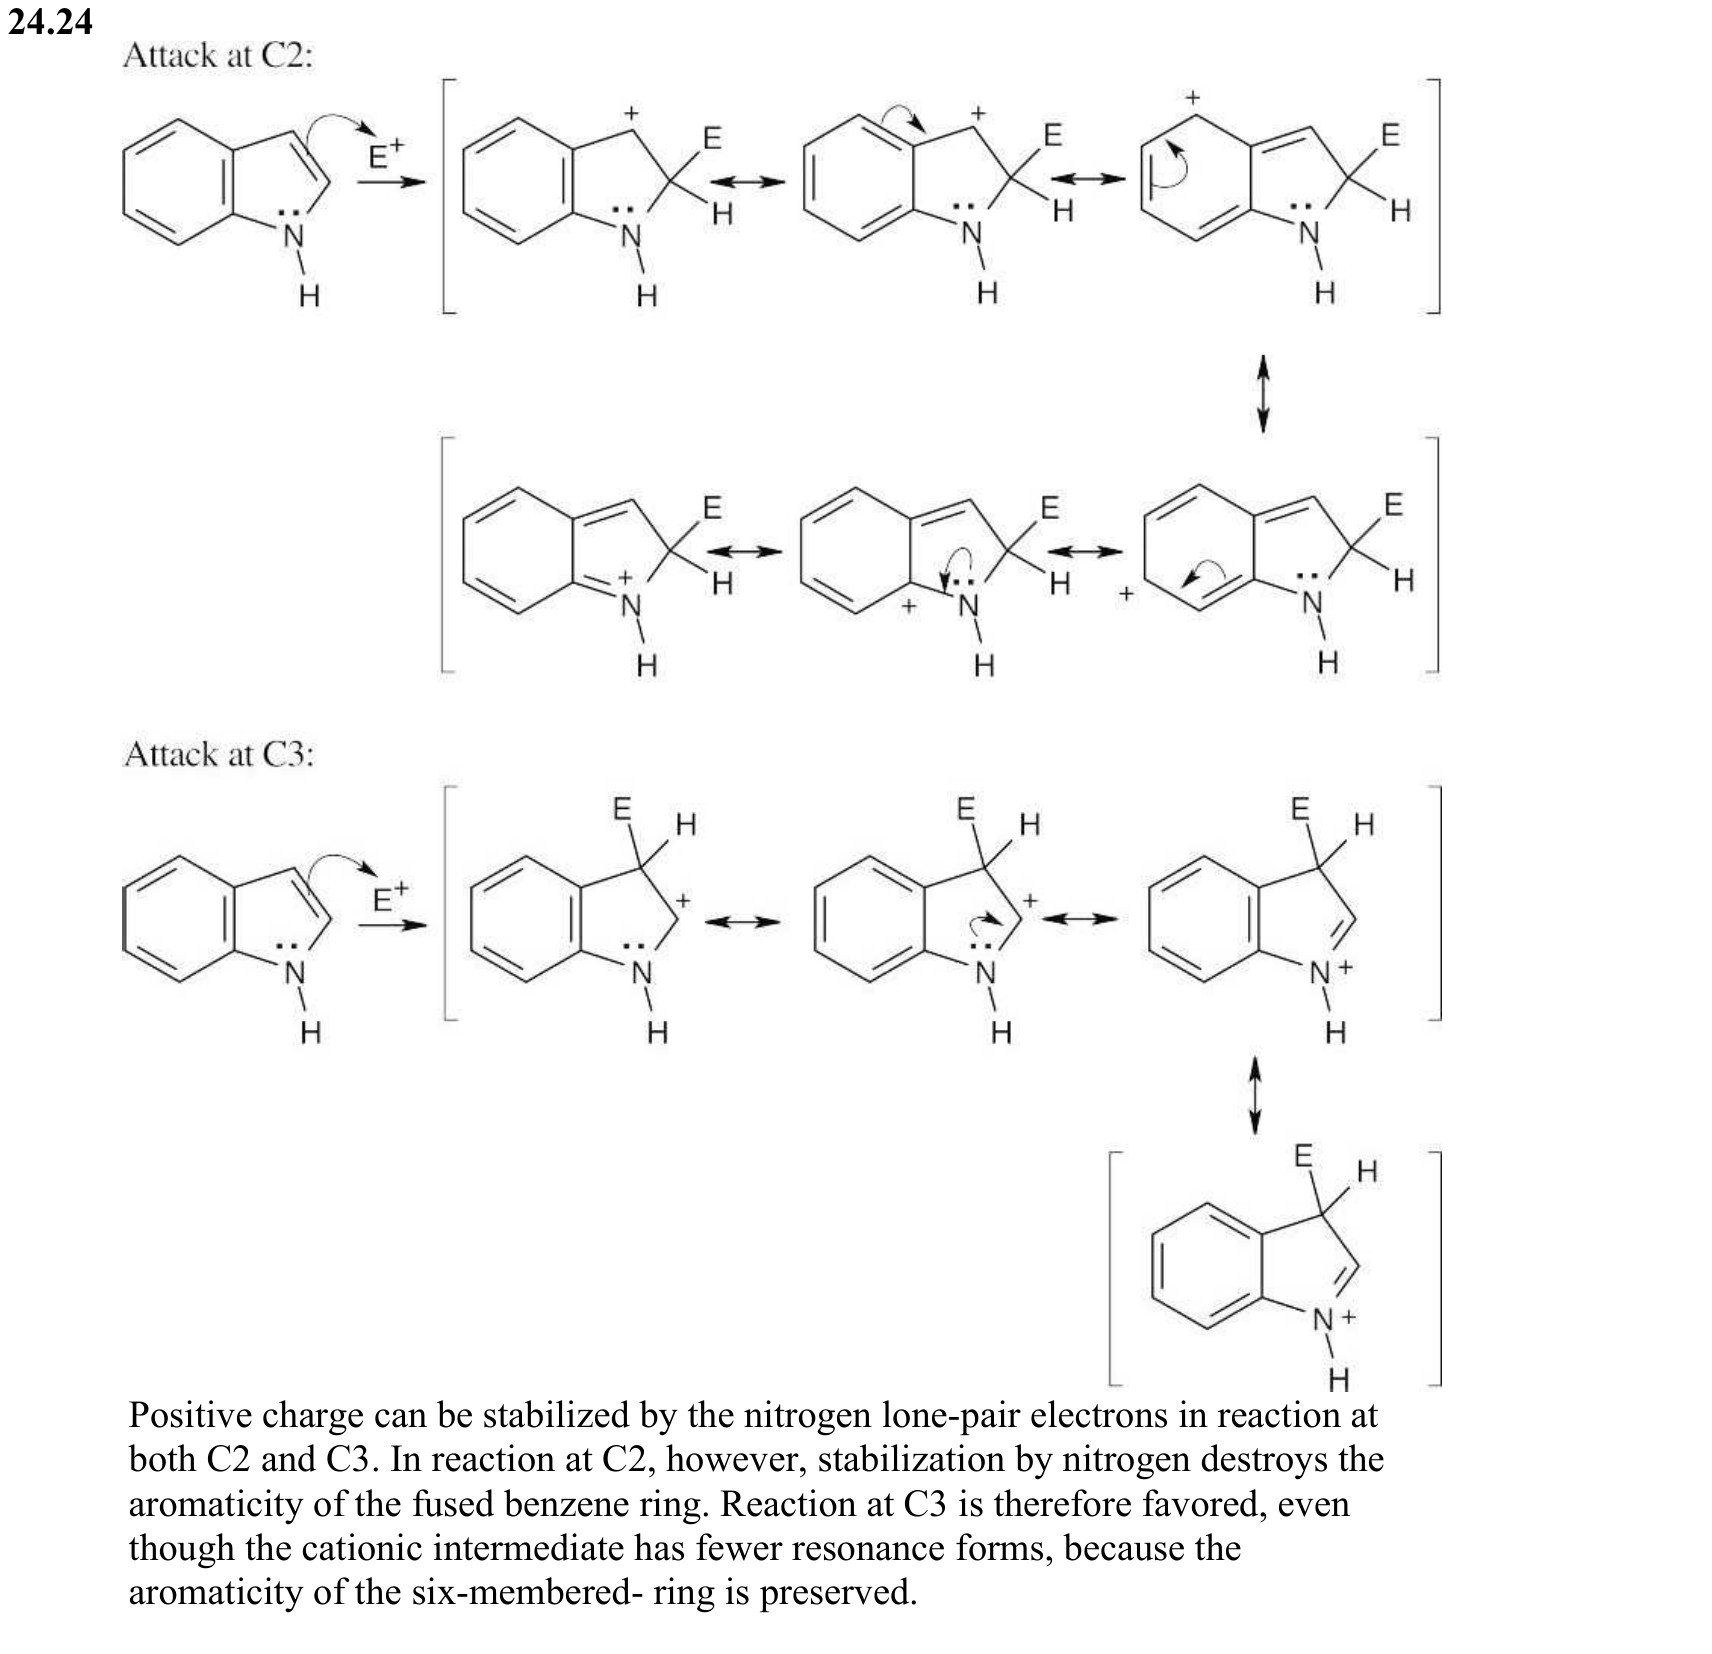 24.24
Attack at C2:
E+
+ E H N H
+ E H N H
+ E H N H
N H
E H + N H
E H + N H
E H + N H
Attack at C3:
E+
E H + N H
E H + N H
E H N+ H
N H
E H N+ H
Positive charge can be stabilized by the nitrogen lone-pair electrons in reaction at
both C2 and C3. In reaction at C2, however, stabilization by nitrogen destroys the
aromaticity of the fused benzene ring. Reaction at C3 is therefore favored, even
though the cationic intermediate has fewer resonance forms, because the
aromaticity of the six-membered- ring is preserved.